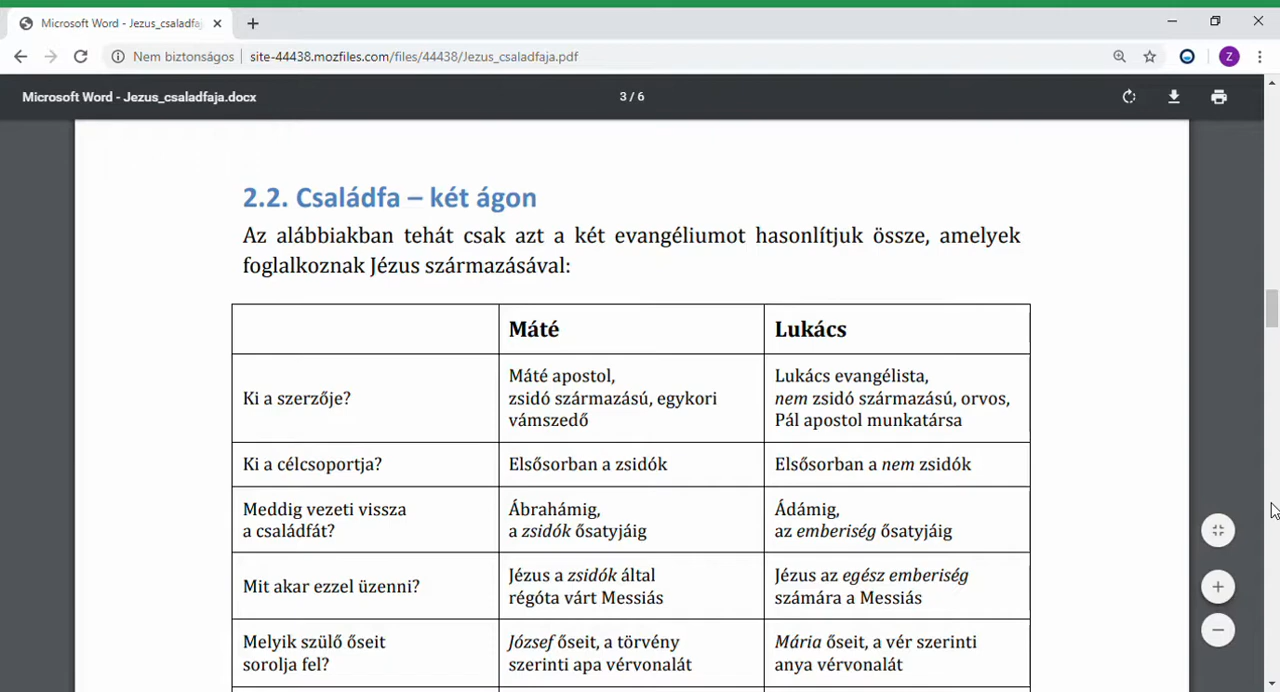 Microsoft Word - Jezus_csaladfa
Nem biztonságos
site-44438.mozfiles.com/files/44438/Jezus_csaladfaja.pdf
Z
Microsoft Word - Jezus_csaladfaja.docx
3 / 6
2.2. Családfa – két ágon
Az alábbiakban tehát csak azt a két evangéliumot hasonlítjuk össze, amelyek
foglalkoznak Jézus származásával:
Máté
Lukács
Ki a szerzője?
Máté apostol,
zsidó származású, egykori
vámszedő
Lukács evangélista,
nem zsidó származású, orvos,
Pál apostol munkatársa
Ki a célcsoportja?
Elsősorban a zsidók
Elsősorban a nem zsidók
Meddig vezeti vissza
a családfát?
Ábrahámig,
a zsidók ősatyjáig
Ádámig,
az emberiség ősatyjáig
Mit akar ezzel üzenni?
Jézus a zsidók által
régóta várt Messiás
Jézus az egész emberiség
számára a Messiás
Melyik szülő őseit
sorolja fel?
József őseit, a törvény
szerinti apa vérvonalát
Mária őseit, a vér szerinti
anya vérvonalát